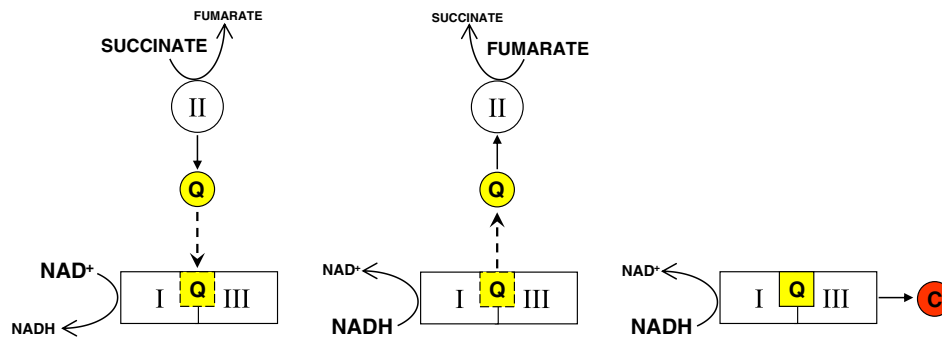 FUMARATE
SUCCINATE
II
Q
NAD+
I Q III
NADH
SUCCINATE
FUMARATE
II
Q
NAD+
I Q III
NADH
NAD+
I Q III
C
NADH